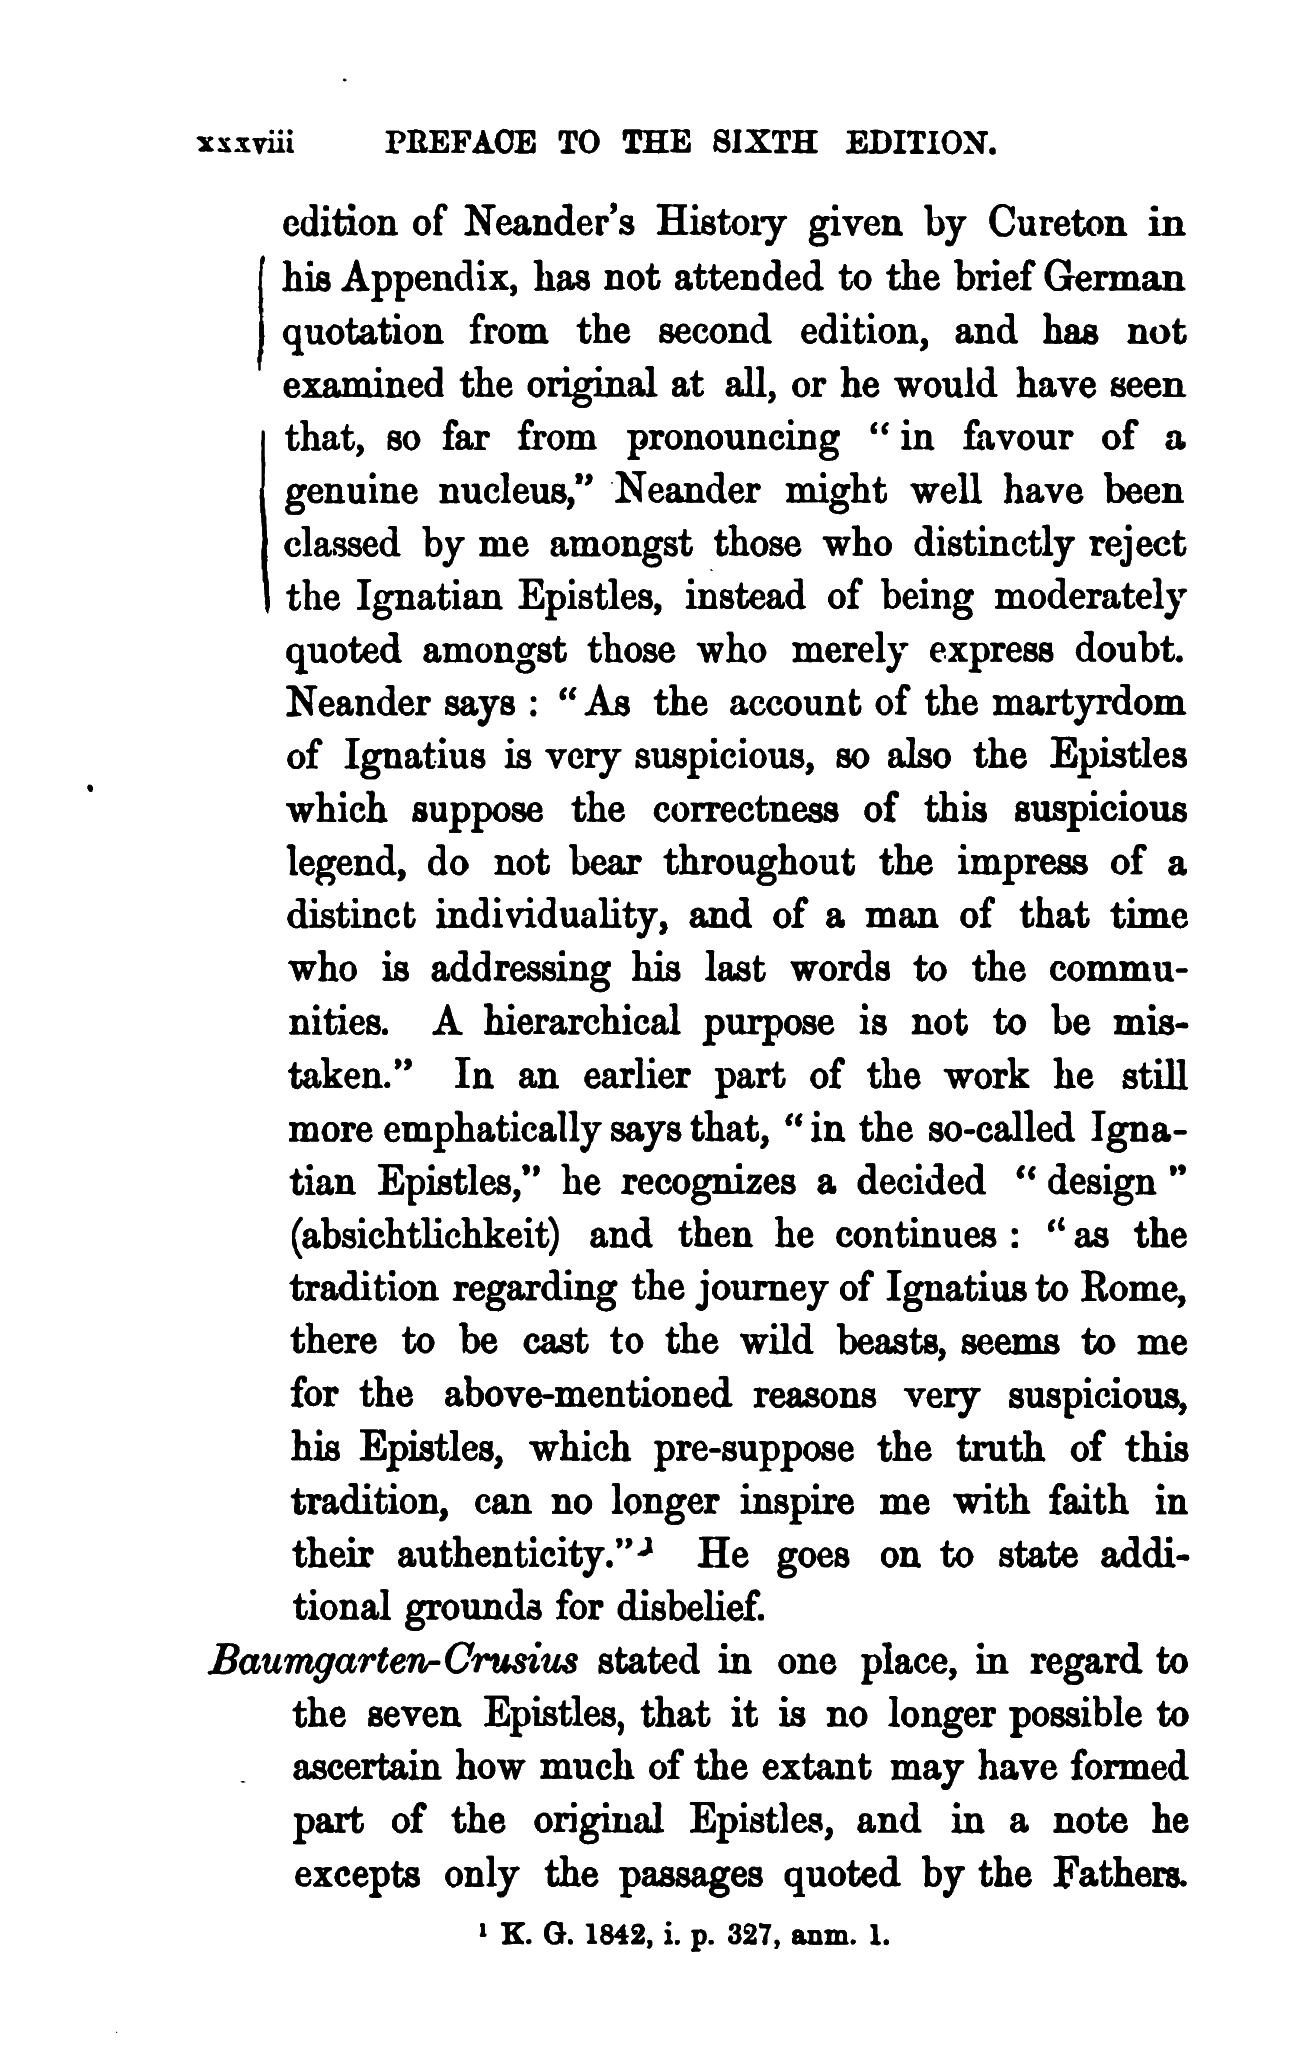 xxxviii PREFACE TO THE SIXTH EDITION.
edition of Neander's History given by Cureton in
his Appendix, has not attended to the brief German
quotation from the second edition, and has not
examined the original at all, or he would have seen
that, so far from pronouncing “in favour of a
genuine nucleus,” Neander might well have been
classed by me amongst those who distinctly reject
the Ignatian Epistles, instead of being moderately
quoted amongst those who merely express doubt.
Neander says : “As the account of the martyrdom
of Ignatius is very suspicious, so also the Epistles
which suppose the correctness of this suspicious
legend, do not bear throughout the impress of a
distinct individuality, and of a man of that time
who is addressing his last words to the commu-
nities. A hierarchical purpose is not to be mis-
taken.” In an earlier part of the work he still
more emphatically says that, “in the so-called Igna-
tian Epistles,” he recognizes a decided “design”
(absichtlichkeit) and then he continues : “as the
tradition regarding the journey of Ignatius to Rome,
there to be cast to the wild beasts, seems to me
for the above-mentioned reasons very suspicious,
his Epistles, which pre-suppose the truth of this
tradition, can no longer inspire me with faith in
their authenticity.”¹ He goes on to state addi-
tional grounds for disbelief.
Baumgarten-Crusius stated in one place, in regard to
the seven Epistles, that it is no longer possible to
ascertain how much of the extant may have formed
part of the original Epistles, and in a note he
excepts only the passages quoted by the Fathers.
¹ K. G. 1842, i. p. 327, anm. 1.